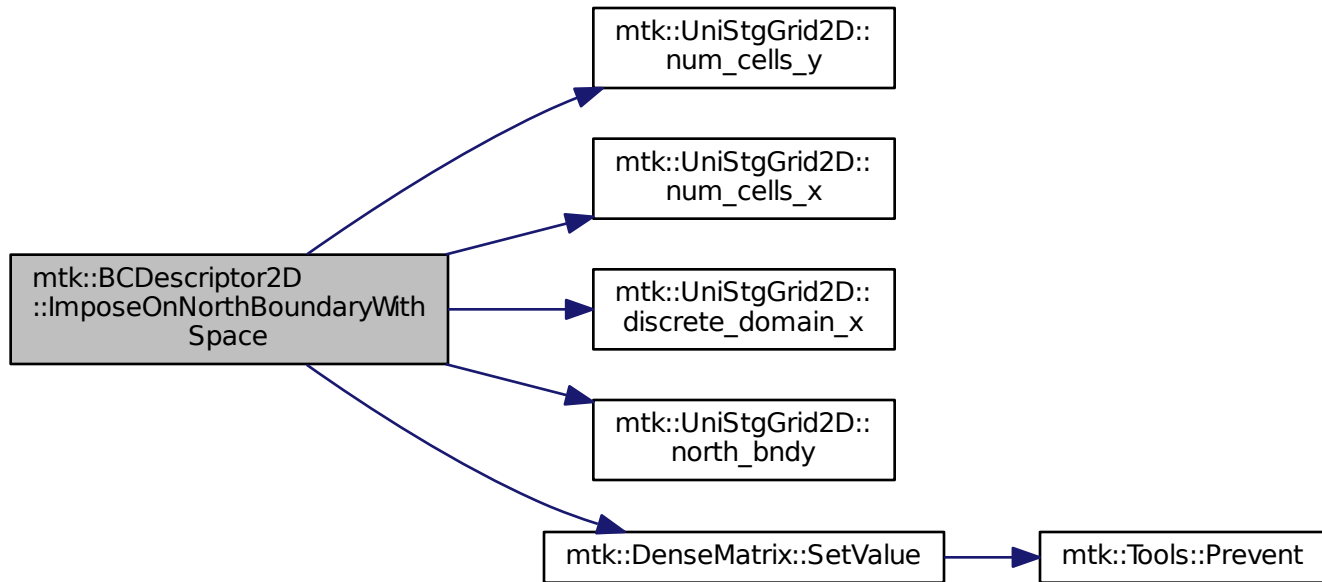 mtk::UniStgGrid2D::
num_cells_y
mtk::UniStgGrid2D::
num_cells_x
mtk::BCDescriptor2D
::ImposeOnNorthBoundaryWith
Space
mtk::UniStgGrid2D::
discrete_domain_x
mtk::UniStgGrid2D::
north_bndy
mtk::DenseMatrix::SetValue
mtk::Tools::Prevent